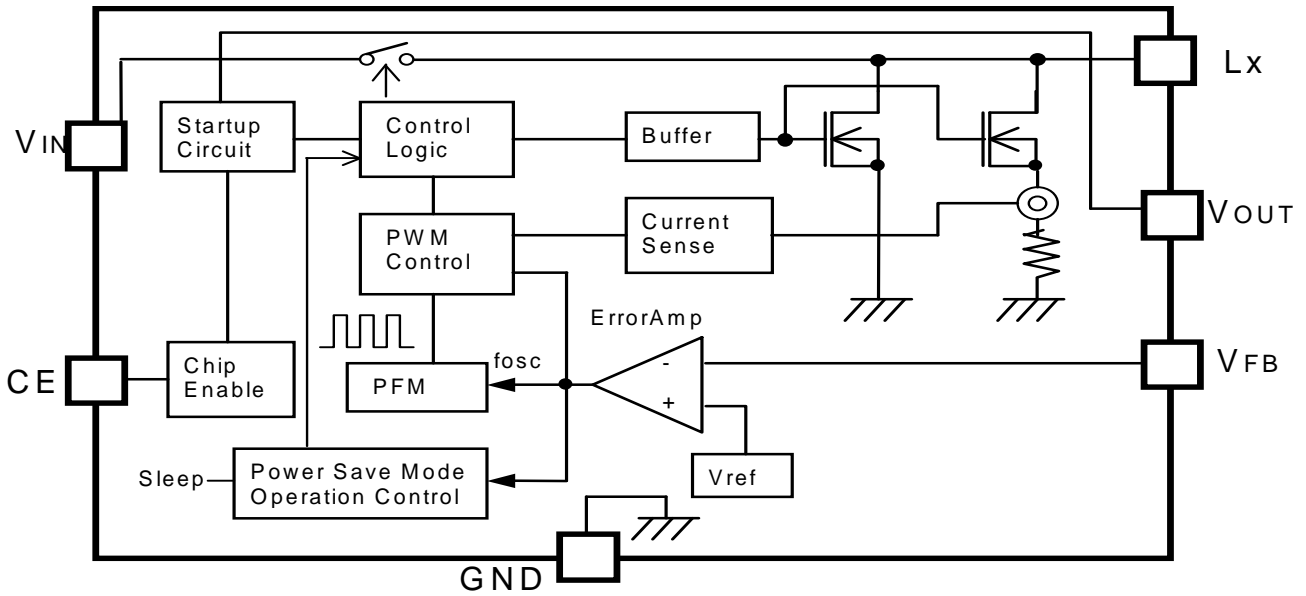 Lx
VIN
Startup
Circuit
Control
Logic
Buffer
VOUT
PWM
Control
Current
Sense
ErrorAmp
CE
Chip
Enable
fosc
PFM
-
+
VFB
Sleep
Power Save Mode
Operation Control
Vref
GND